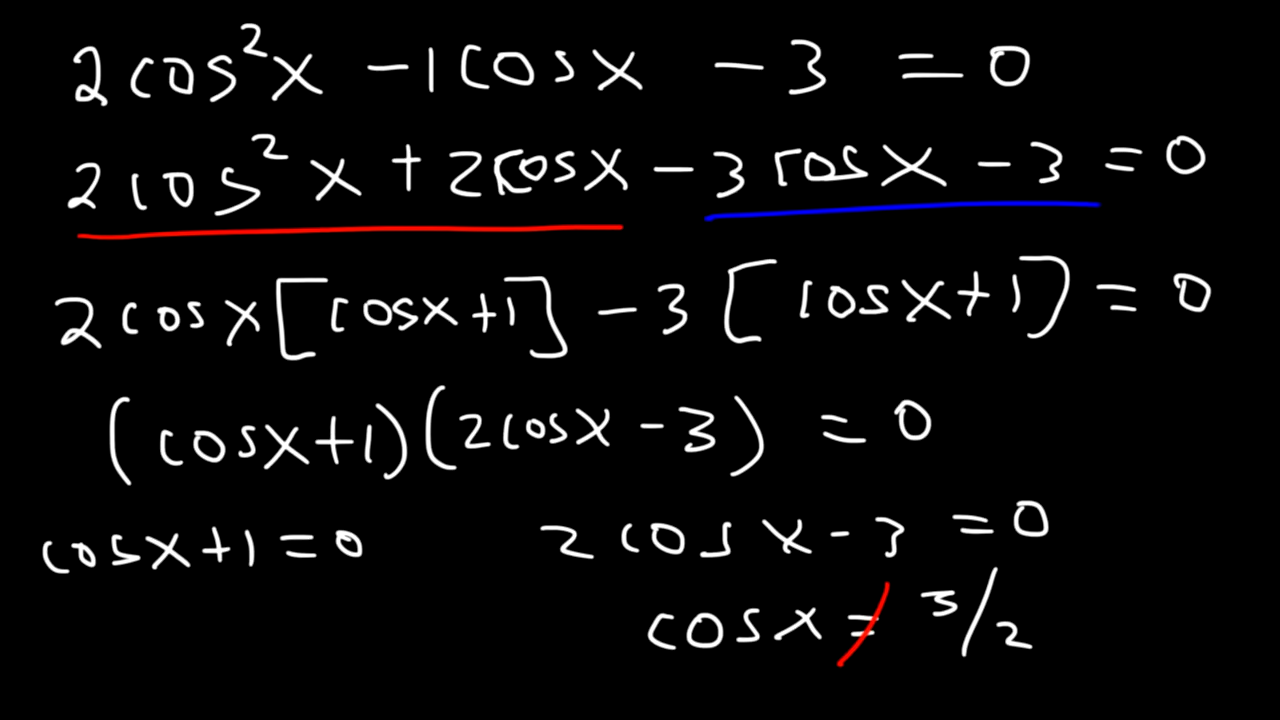 2cos²x - 1cosx - 3 = 0
2cos²x + 2cosx - 3cosx - 3 = 0
2cosx[cosx+1] - 3[cosx+1] = 0
(cosx+1)(2cosx - 3) = 0
cosx+1=0 2cosx-3 = 0
cosx = 3/2